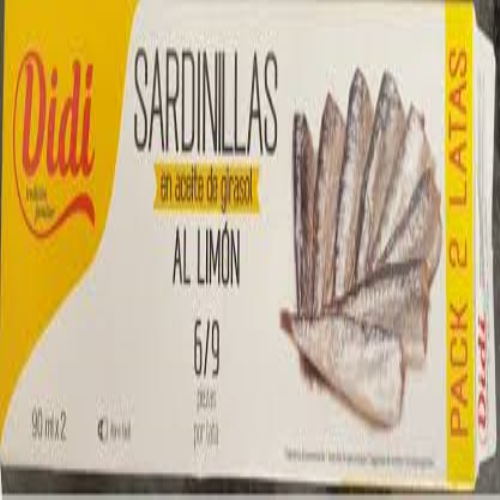 Didi
SARDINILLAS
en aceite de girasol
AL LIMÓN
6/9
piezas
por lata
90 ml x 2
PACK 2 LATAS